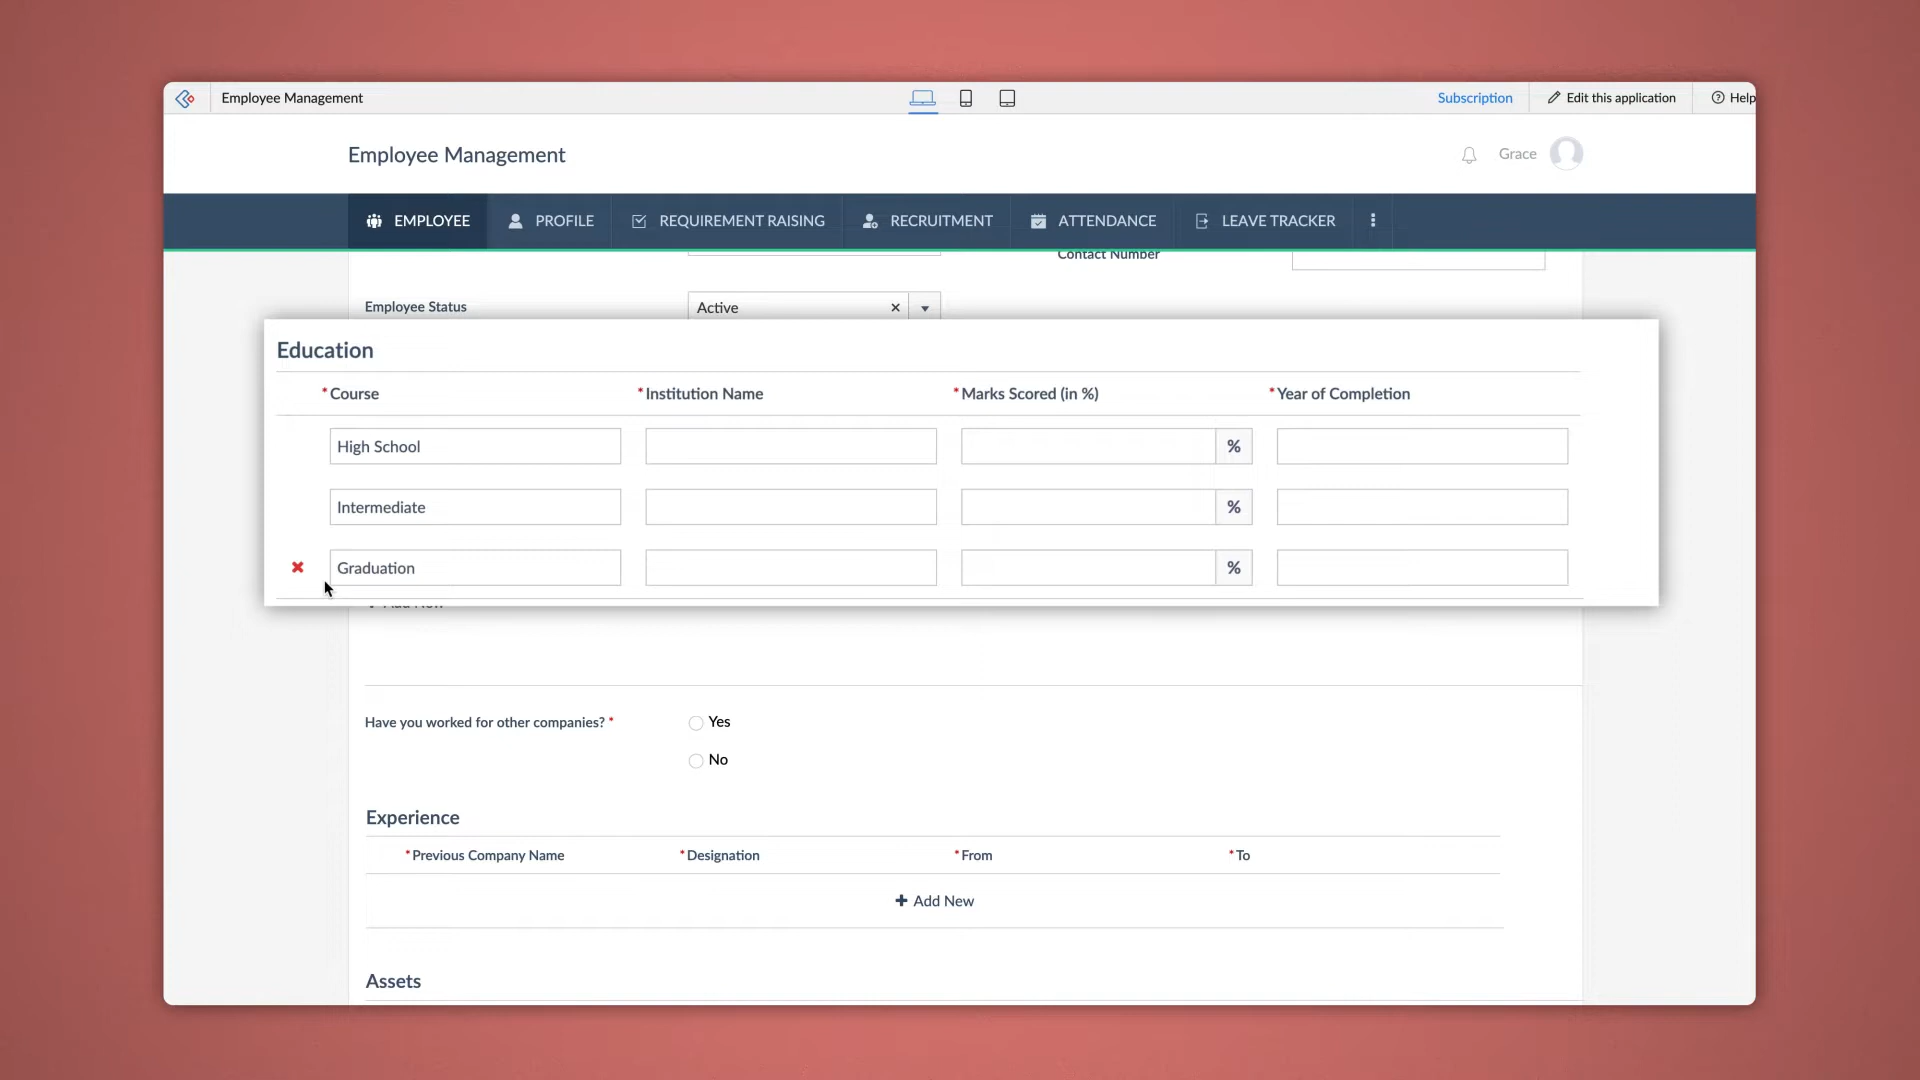 Employee Management
Subscription
Edit this application
Help
Employee Management
Grace
EMPLOYEE PROFILE REQUIREMENT RAISING RECRUITMENT ATTENDANCE LEAVE TRACKER
Contact Number
Employee Status Active
Education
*Course *Institution Name *Marks Scored (in %) *Year of Completion
High School %
Intermediate %
Graduation %
Have you worked for other companies? * Yes
No
Experience
*Previous Company Name *Designation *From *To
+ Add New
Assets